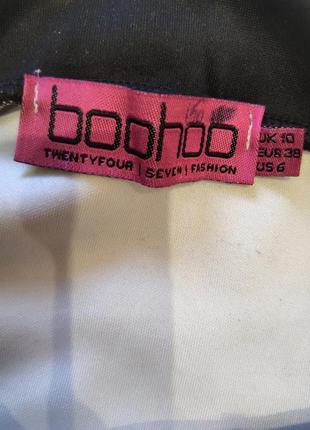 boohoo
TWENTYFOUR | SEVEN | FASHION
UK 10
EUR 38
US 6